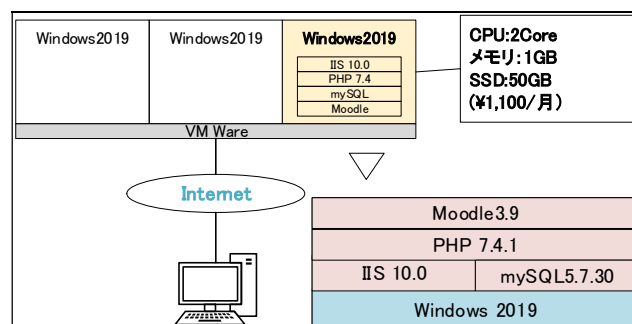 Windows2019
Windows2019
Windows2019
IIS 10.0
PHP 7.4
mySQL
Moodle
VM Ware
CPU:2Core
メモリ:1GB
SSD:50GB
(¥1,100/月)
Internet
Moodle3.9
PHP 7.4.1
IIS 10.0
mySQL5.7.30
Windows 2019